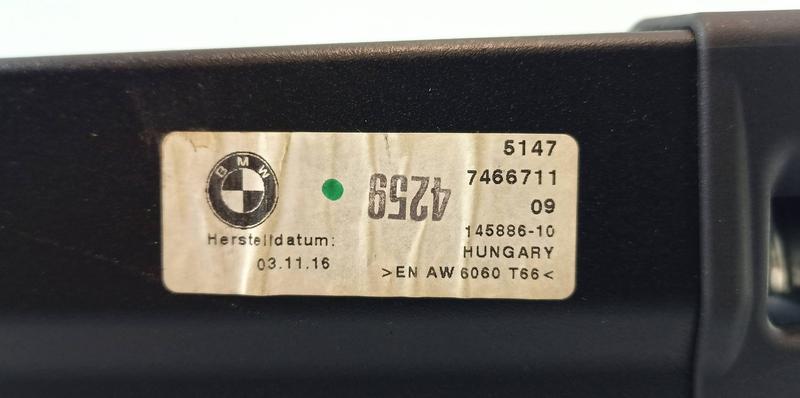 BMW
Herstelldatum:
03.11.16
4259
5147
7466711
09
145886-10
HUNGARY
>EN AW 6060 T66<